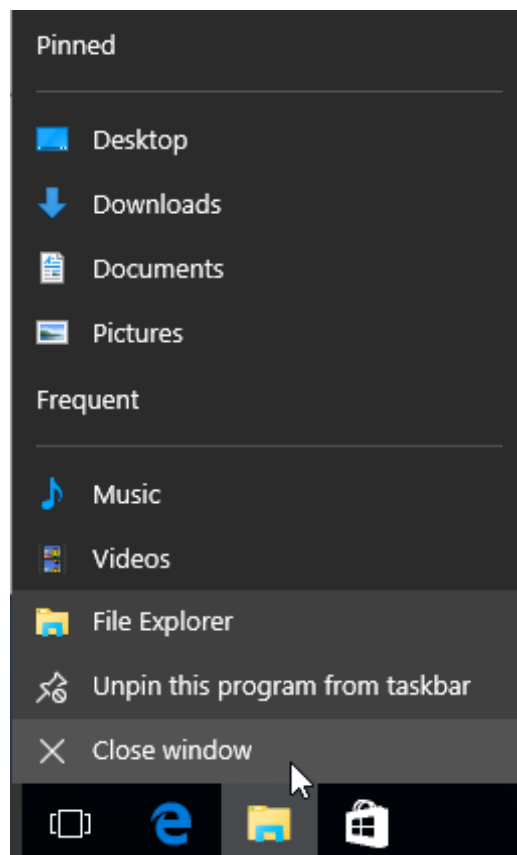 Pinned
Desktop
Downloads
Documents
Pictures
Frequent
Music
Videos
File Explorer
Unpin this program from taskbar
Close window